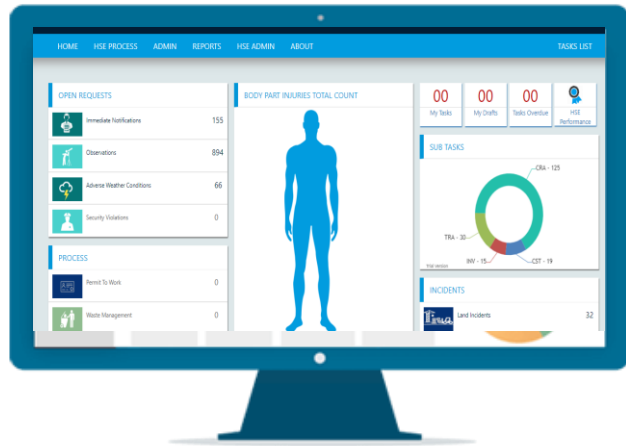 HOME HSE PROCESS ADMIN REPORTS HSE ADMIN ABOUT TASKS LIST
OPEN REQUESTS
Immediate Notifications 155
Observations 894
Adverse Weather Conditions 66
Security Violations 0
PROCESS
Permit To Work 0
Waste Management 0
BODY PART INJURIES TOTAL COUNT
00 00 00
My Tasks My Drafts Tasks Overdue HSE
Performance
SUB TASKS
CRA - 125
TRA - 30
INV - 15 CST - 19
INCIDENTS
Land Incidents 32